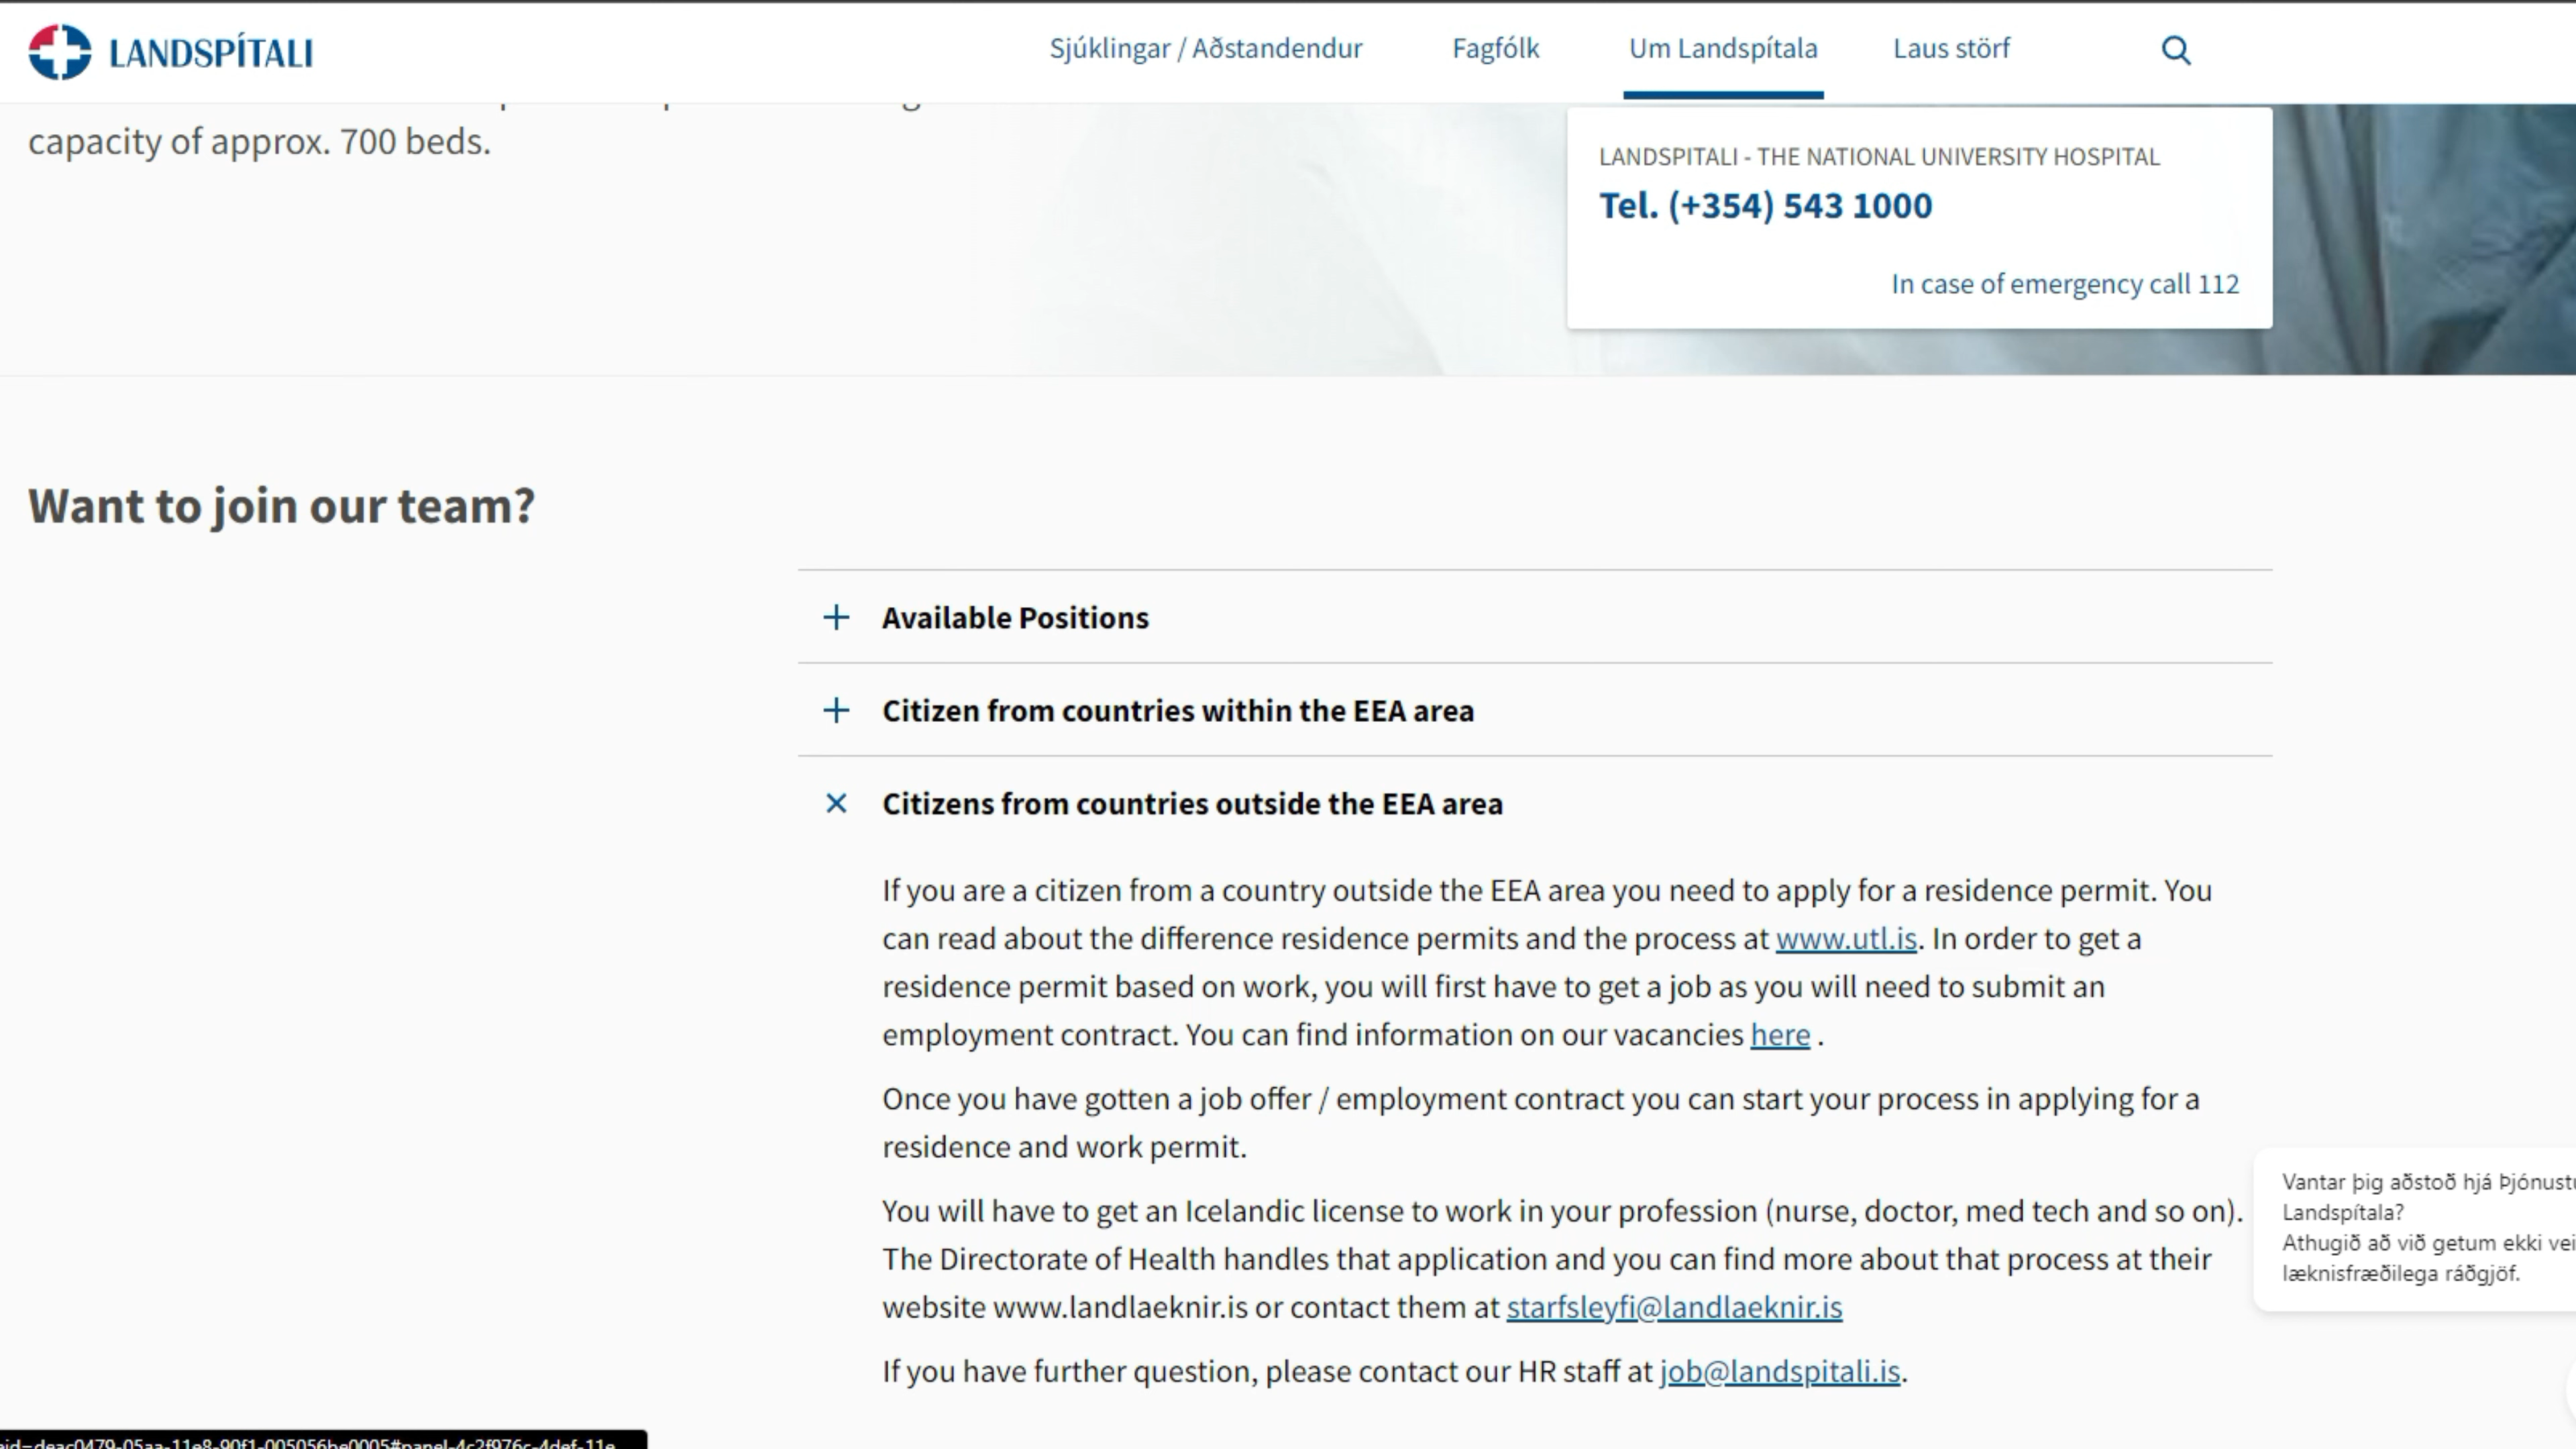 LANDSPÍTALI
Sjúklingar / Aðstandendur
Fagfólk
Um Landspítala
Laus störf
capacity of approx. 700 beds.
LANDSPITALI - THE NATIONAL UNIVERSITY HOSPITAL
Tel. (+354) 543 1000
In case of emergency call 112
Want to join our team?
Available Positions
Citizen from countries within the EEA area
Citizens from countries outside the EEA area
If you are a citizen from a country outside the EEA area you need to apply for a residence permit. You
can read about the difference residence permits and the process at www.utl.is. In order to get a
residence permit based on work, you will first have to get a job as you will need to submit an
employment contract. You can find information on our vacancies here .
Once you have gotten a job offer / employment contract you can start your process in applying for a
residence and work permit.
You will have to get an Icelandic license to work in your profession (nurse, doctor, med tech and so on).
The Directorate of Health handles that application and you can find more about that process at their
website www.landlaeknir.is or contact them at starfsleyfi@landlaeknir.is
If you have further question, please contact our HR staff at job@landspitali.is.
Vantar þig aðstoð hjá Þjónustu
Landspítala?
Athugið að við getum ekki vei
læknisfræðilega ráðgjöf.